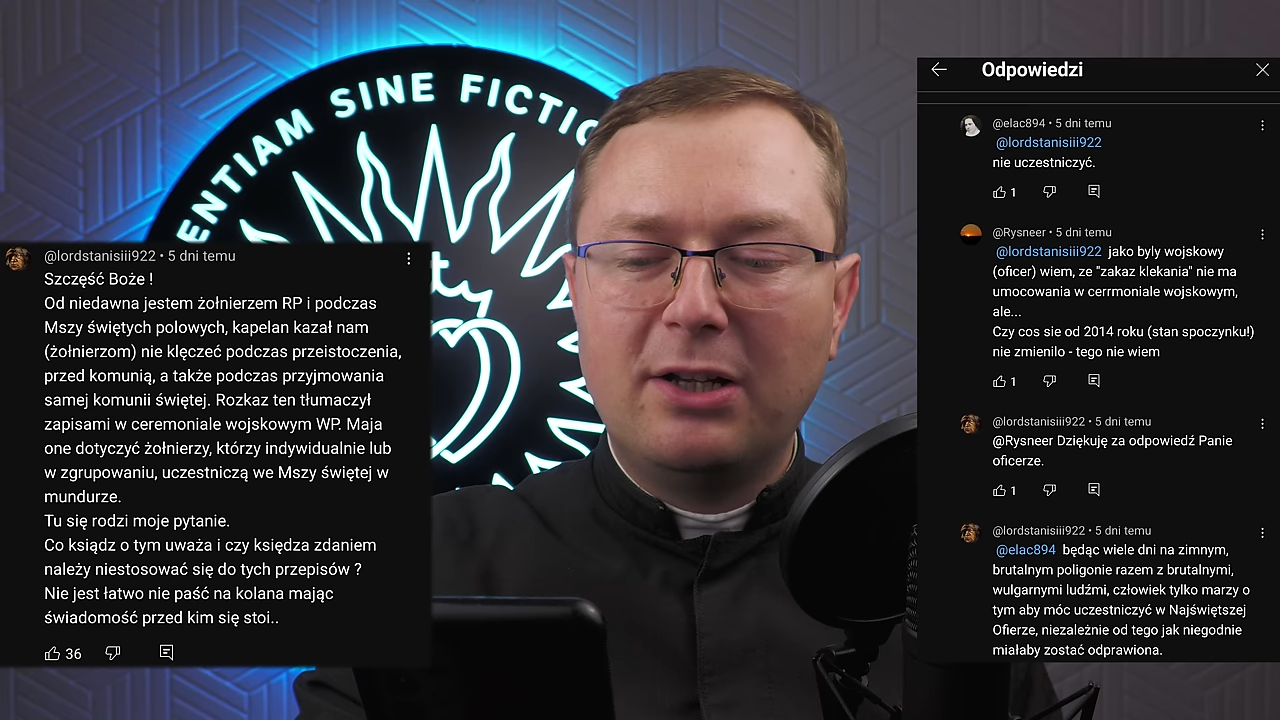 ENTIAM SINE FICTIO
@lordstanisiii922 • 5 dni temu
Szczęść Boże !
Od niedawna jestem żołnierzem RP i podczas
Mszy świętych polowych, kapelan kazał nam
(żołnierzom) nie klęczeć podczas przeistoczenia,
przed komunią, a także podczas przyjmowania
samej komunii świętej. Rozkaz ten tłumaczył
zapisami w ceremoniale wojskowym WP. Maja
one dotyczyć żołnierzy, którzy indywidualnie lub
w zgrupowaniu, uczestniczą we Mszy świętej w
mundurze.
Tu się rodzi moje pytanie.
Co ksiądz o tym uważa i czy księdza zdaniem
należy niestosować się do tych przepisów ?
Nie jest łatwo nie paść na kolana mając
świadomość przed kim się stoi..
36
Odpowiedzi
@elac894 • 5 dni temu
@lordstanisiii922
nie uczestniczyć.
1
@Rysneer • 5 dni temu
@lordstanisiii922 jako byly wojskowy
(oficer) wiem, ze "zakaz klekania" nie ma
umocowania w cerrmoniale wojskowym,
ale...
Czy cos sie od 2014 roku (stan spoczynku!)
nie zmienilo - tego nie wiem
1
@lordstanisiii922 • 5 dni temu
@Rysneer Dziękuję za odpowiedź Panie
oficerze.
1
@lordstanisiii922 • 5 dni temu
@elac894 będąc wiele dni na zimnym,
brutalnym poligonie razem z brutalnymi,
wulgarnymi ludźmi, człowiek tylko marzy o
tym aby móc uczestniczyć w Najświętszej
Ofierze, niezależnie od tego jak niegodnie
miałaby zostać odprawiona.